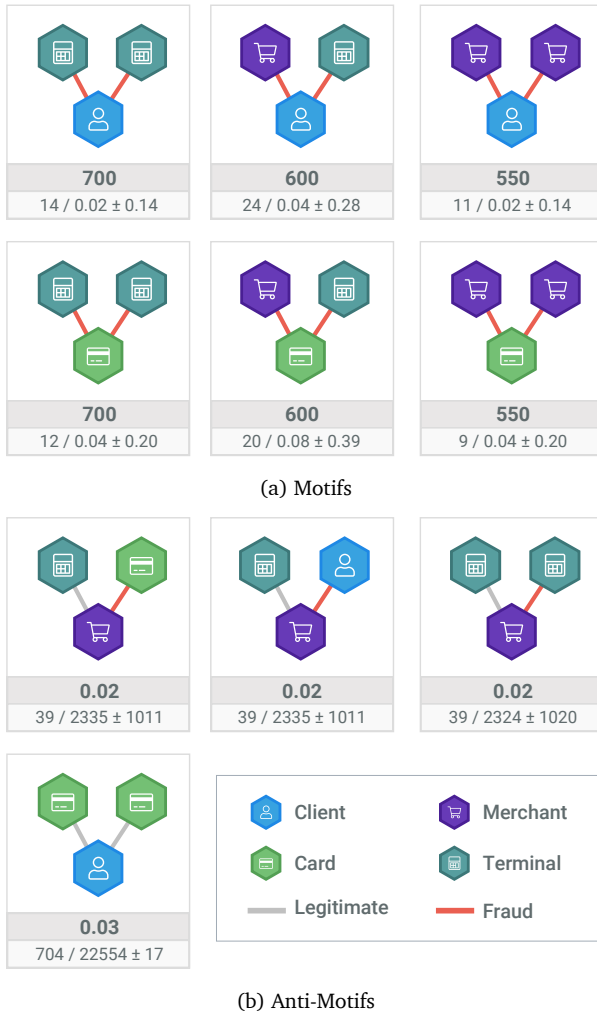 700 600 550
14 / 0.02 ± 0.14 24 / 0.04 ± 0.28 11 / 0.02 ± 0.14
700 600 550
12 / 0.04 ± 0.20 20 / 0.08 ± 0.39 9 / 0.04 ± 0.20
(a) Motifs
0.02 0.02 0.02
39 / 2335 ± 1011 39 / 2335 ± 1011 39 / 2324 ± 1020
Client Merchant
Card Terminal
Legitimate Fraud
0.03
704 / 22554 ± 17
(b) Anti-Motifs